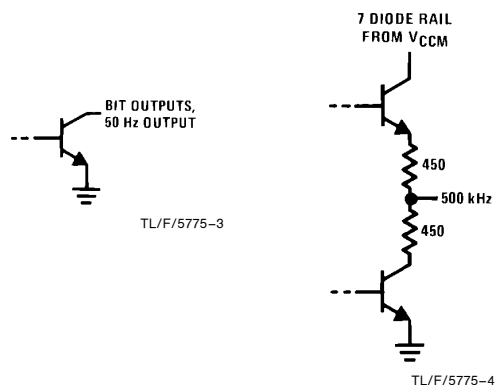 BIT OUTPUTS,
50 Hz OUTPUT
TL/F/5775–3
7 DIODE RAIL
FROM VCCM
450
500 kHz
450
TL/F/5775–4